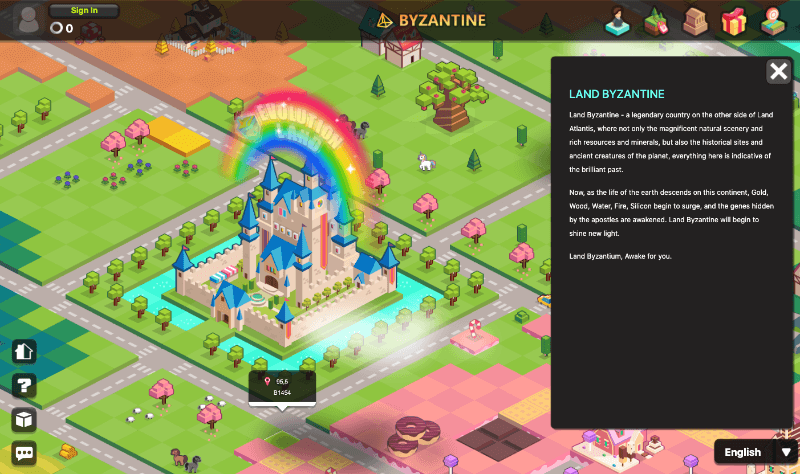 Sign In
0
BYZANTINE
EVOLUTION
LAND
LAND BYZANTINE
Land Byzantine - a legendary country on the other side of Land
Atlantis, where not only the magnificent natural scenery and
rich resources and minerals, but also the historical sites and
ancient creatures of the planet, everything here is indicative of
the brilliant past.
Now, as the life of the earth descends on this continent, Gold,
Wood, Water, Fire, Silicon begin to surge, and the genes hidden
by the apostles are awakened. Land Byzantine will begin to
shine new light.
Land Byzantium, Awake for you.
95,6
B1454
?
English